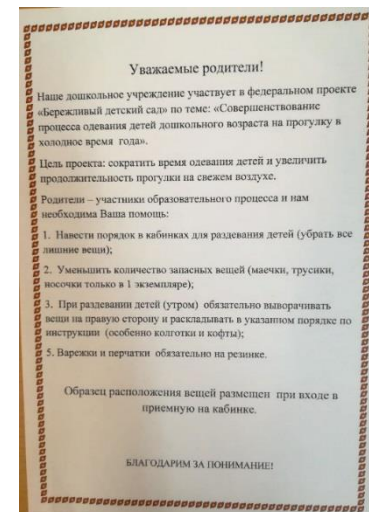 Уважаемые родители!
Наше дошкольное учреждение участвует в федеральном проекте
«Бережливый детский сад» по теме: «Совершенствование
процесса одевания детей дошкольного возраста на прогулку в
холодное время года».
Цель проекта: сократить время одевания детей и увеличить
продолжительность прогулки на свежем воздухе.
Родители – участники образовательного процесса и нам
необходима Ваша помощь:
1. Навести порядок в кабинках для раздевания детей (убрать все
лишние вещи);
2. Уменьшить количество запасных вещей (маечки, трусики,
носочки только в 1 экземпляре);
3. При раздевании детей (утром) обязательно выворачивать
вещи на правую сторону и раскладывать в указанном порядке по
инструкции (особенно колготки и кофты);
5. Варежки и перчатки обязательно на резинке.
Образец расположения вещей размещен при входе в
приемную на кабинке.
БЛАГОДАРИМ ЗА ПОНИМАНИЕ!